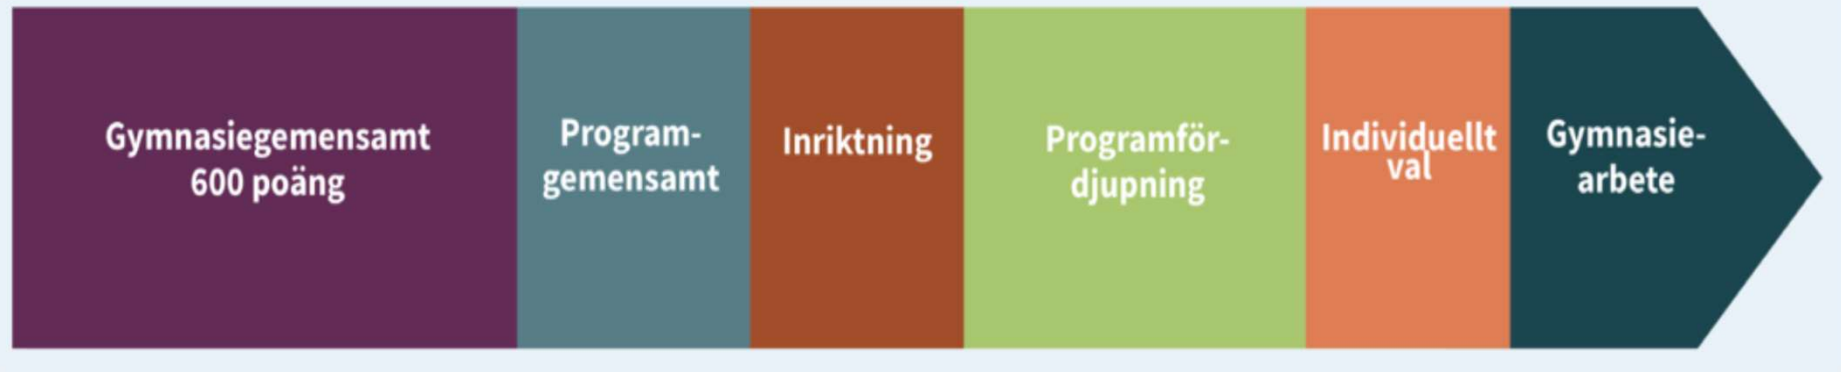 Gymnasiegemensamt
600 poäng
Program-
gemensamt
Inriktning
Programför-
djupning
Individuellt
val
Gymnasie-
arbete